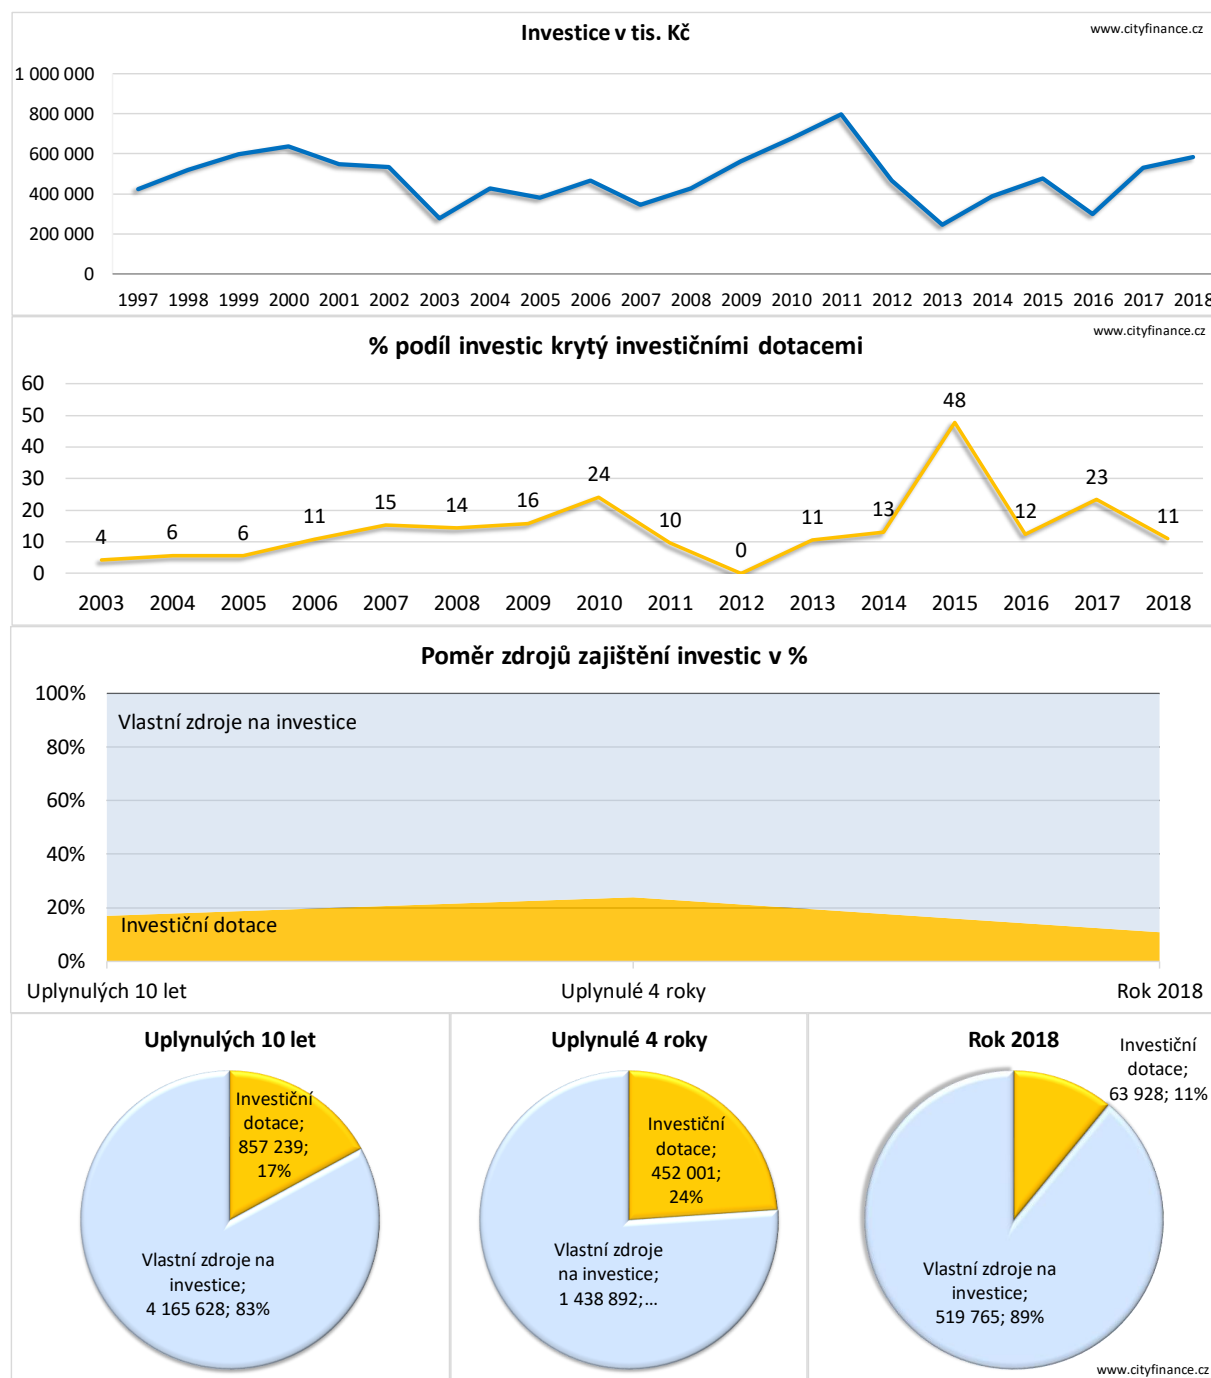 Investice v tis. Kč
www.cityfinance.cz
1 000 000
800 000
600 000
400 000
200 000
0
1997 1998 1999 2000 2001 2002 2003 2004 2005 2006 2007 2008 2009 2010 2011 2012 2013 2014 2015 2016 2017 2018
www.cityfinance.cz
% podíl investic krytý investičními dotacemi
60
50
40
30
20
10
0
4 6 6 11 15 14 16 24 10 0 11 13 48 12 23 11
2003 2004 2005 2006 2007 2008 2009 2010 2011 2012 2013 2014 2015 2016 2017 2018
Poměr zdrojů zajištění investic v %
100%
80%
60%
40%
20%
0%
Vlastní zdroje na investice
Investiční dotace
Uplynulých 10 let Uplynulé 4 roky Rok 2018
Uplynulých 10 let
Investiční
dotace;
857 239;
17%
Vlastní zdroje na
investice;
4 165 628; 83%
Uplynulé 4 roky
Investiční
dotace;
452 001;
24%
Vlastní zdroje
na investice;
1 438 892;...
Rok 2018
Investiční
dotace;
63 928; 11%
Vlastní zdroje na
investice;
519 765; 89%
www.cityfinance.cz